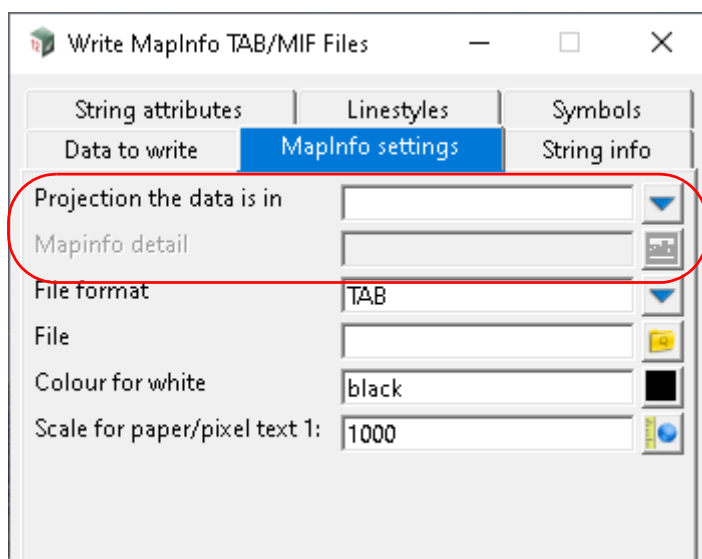 Write MapInfo TAB/MIF Files
String attributes Linestyles Symbols
Data to write MapInfo settings String info
Projection the data is in
Mapinfo detail
File format TAB
File
Colour for white black
Scale for paper/pixel text 1: 1000